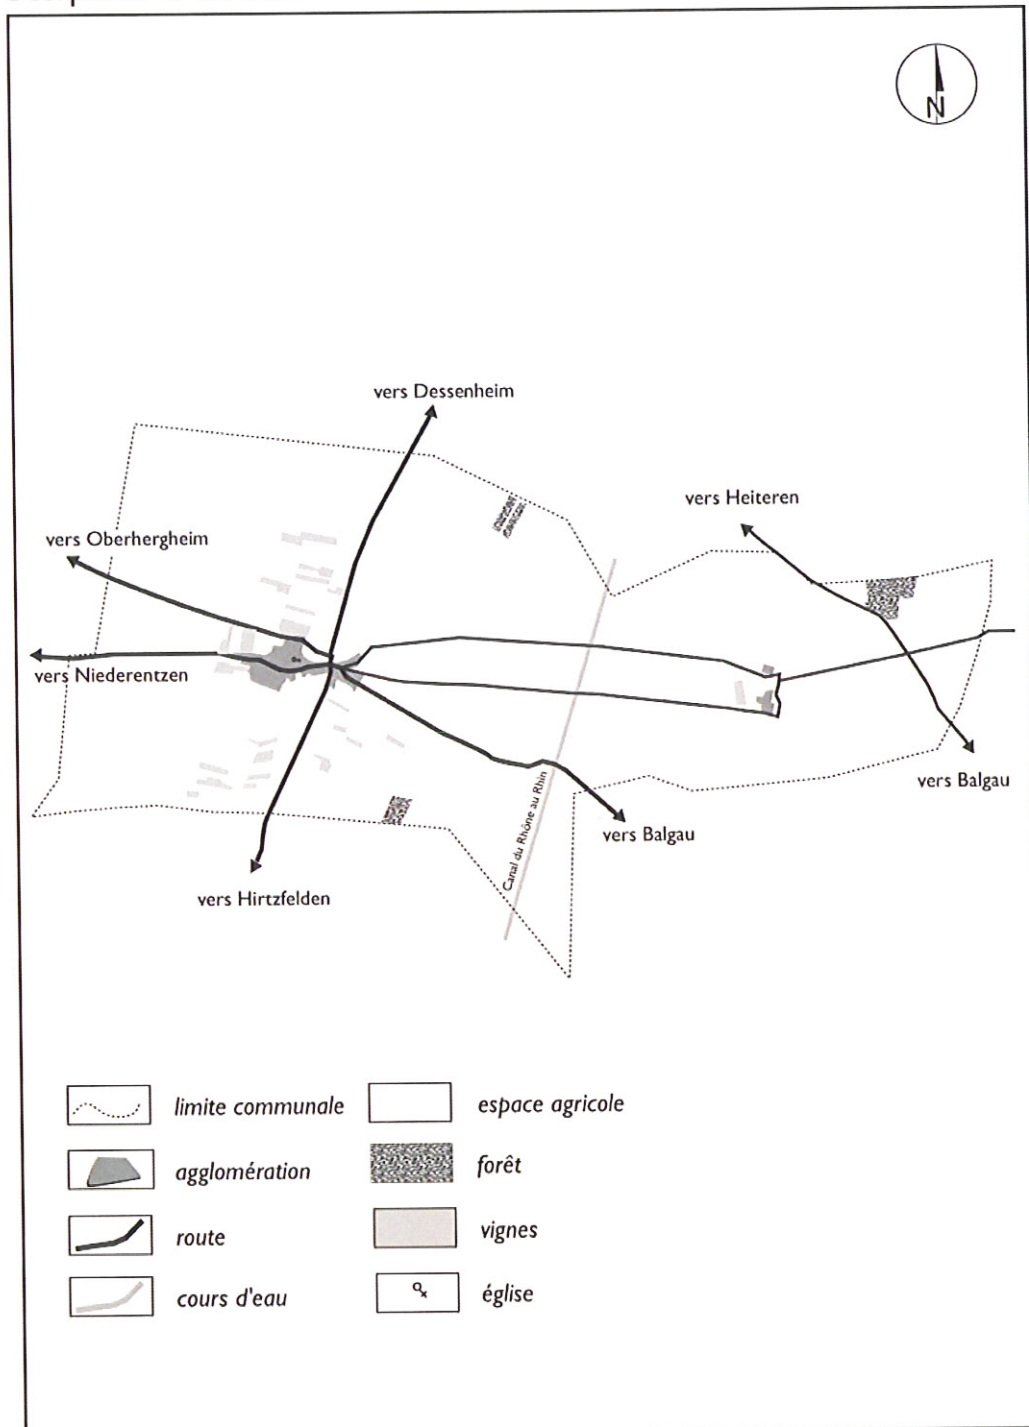 N
vers Dessenheim
vers Heiteren
vers Oberhergheim
vers Niederentzen
vers Balgau
vers Balgau
Canal du Rhône au Rhin
vers Hirtzfelden
limite communale
espace agricole
agglomération
forêt
route
vignes
cours d'eau
église